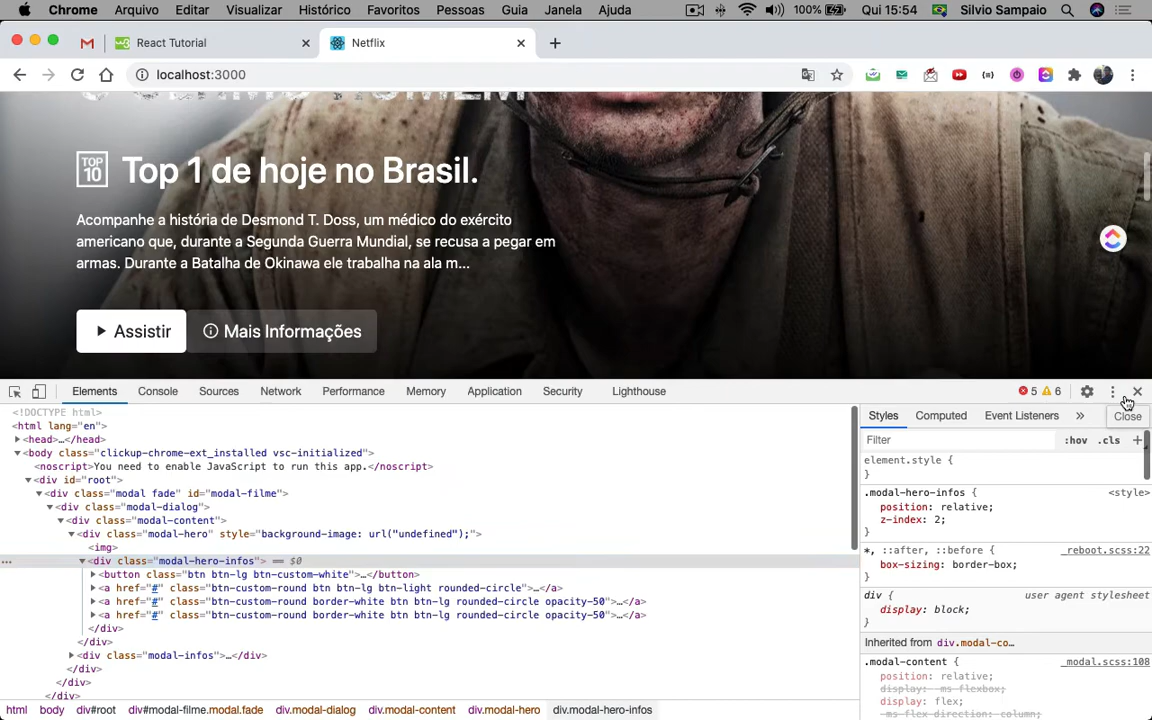 Chrome Arquivo Editar Visualizar Histórico Favoritos Pessoas Guia Janela Ajuda 100% Qui 15:54 Silvio Sampaio
React Tutorial × Netflix × +
localhost:3000
TOP 10 Top 1 de hoje no Brasil.
Acompanhe a história de Desmond T. Doss, um médico do exército
americano que, durante a Segunda Guerra Mundial, se recusa a pegar em
armas. Durante a Batalha de Okinawa ele trabalha na ala m...
Assistir Mais Informações
Elements Console Sources Network Performance Memory Application Security Lighthouse 5 6
<!DOCTYPE html>
<html lang="en">
<head>…</head>
<body class="clickup-chrome-ext_installed vsc-initialized">
<noscript>You need to enable JavaScript to run this app.</noscript>
<div id="root">
<div class="modal fade" id="modal-filme">
<div class="modal-dialog">
<div class="modal-content">
<div class="modal-hero" style="background-image: url("undefined");">
<img>
<div class="modal-hero-infos"> == $0
<button class="btn btn-lg btn-custom-white">…</button>
<a href="#" class="btn-custom-round btn btn-lg btn-light rounded-circle">…</a>
<a href="#" class="btn-custom-round border-white btn btn-lg rounded-circle opacity-50">…</a>
<a href="#" class="btn-custom-round border-white btn btn-lg rounded-circle opacity-50">…</a>
</div>
</div>
<div class="modal-infos">…</div>
</div>
</div>
</div>
html body div#root div#modal-filme.modal.fade div.modal-dialog div.modal-content div.modal-hero div.modal-hero-infos
Styles Computed Event Listeners » Close
Filter :hov .cls +
element.style {
}
.modal-hero-infos { <style>
position: relative;
z-index: 2;
}
*, ::after, ::before { _reboot.scss:22
box-sizing: border-box;
}
div { user agent stylesheet
display: block;
}
Inherited from div.modal-co…
.modal-content { _modal.scss:108
position: relative;
display: -ms-flexbox;
display: flex;
-ms-flex-direction: column;